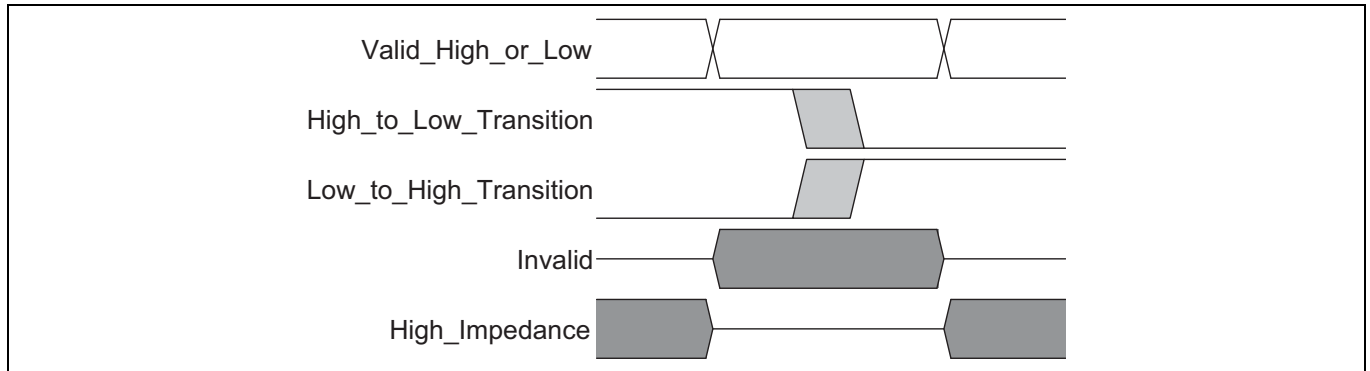 Valid_High_or_Low
High_to_Low_Transition
Low_to_High_Transition
Invalid
High_Impedance